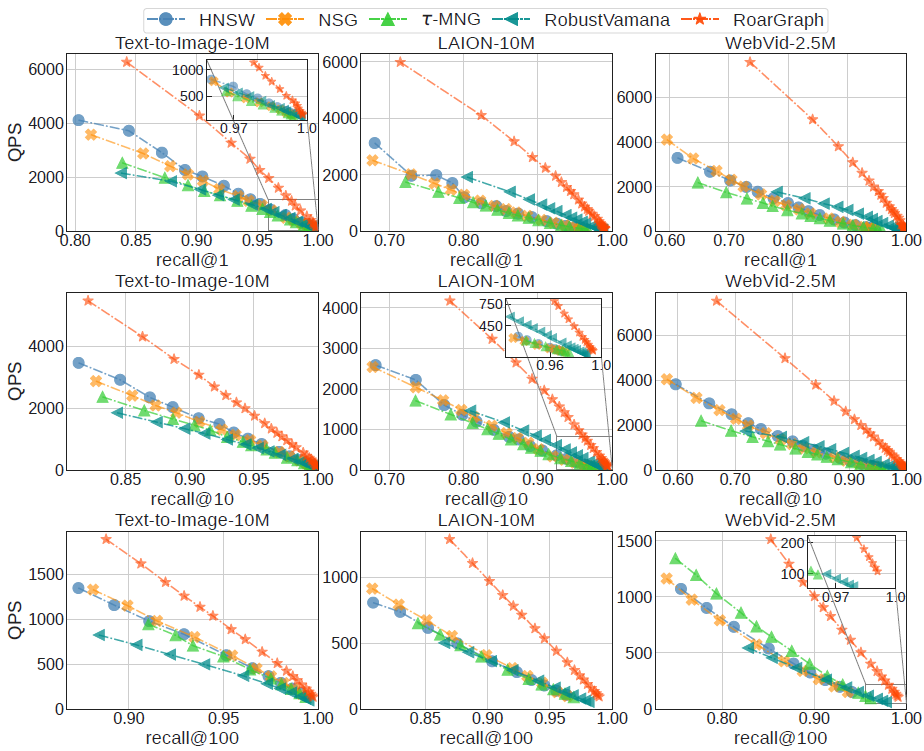 HNSW NSG τ-MNG RobustVamana RoarGraph
Text-to-Image-10M LAION-10M WebVid-2.5M
QPS
6000
4000
2000
0
0.80 0.85 0.90 0.95 1.00
1000
500
0.97 1.0
recall@1
6000
4000
2000
0
0.70 0.80 0.90 1.00
recall@1
6000
4000
2000
0
0.60 0.70 0.80 0.90 1.00
recall@1
Text-to-Image-10M LAION-10M WebVid-2.5M
QPS
4000
2000
0
0.85 0.90 0.95 1.00
recall@10
4000
3000
2000
1000
0
0.70 0.80 0.90 1.00
750
450
0.96 1.0
recall@10
6000
4000
2000
0
0.60 0.70 0.80 0.90 1.00
recall@10
Text-to-Image-10M LAION-10M WebVid-2.5M
QPS
1500
1000
500
0
0.90 0.95 1.00
recall@100
1000
500
0
0.85 0.90 0.95 1.00
recall@100
1500
1000
500
0
0.80 0.90 1.00
200
100
0.97 1.0
recall@100